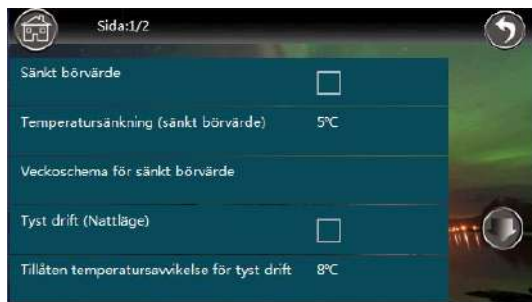 Sida:1/2
Sänkt börvärde
Temperatursänkning (sänkt börvärde) 5°C
Veckoschema för sänkt börvärde
Tyst drift (Nattläge)
Tillåten temperatursavvikelse för tyst drift 8°C